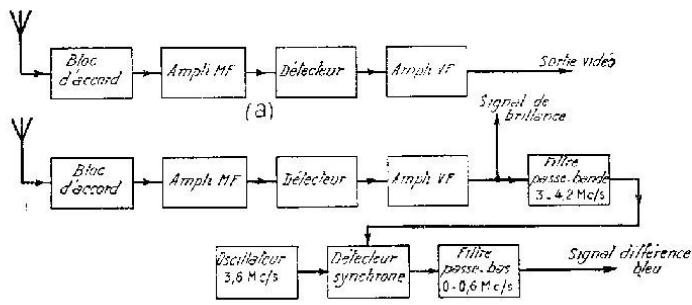 Bloc
d'accord
Ampli MF
Détecteur
Ampli VF
Sortie vidéo
(a)
Signal de
brillance
Bloc
d'accord
Ampli MF
Détecteur
Ampli VF
Filtre
passe-bande
3-4,2 Mc/s
Oscillateur
3,6 Mc/s
Détecteur
synchrone
Filtre
passe-bas
0-0,6 Mc/s
Signal différence
bleu